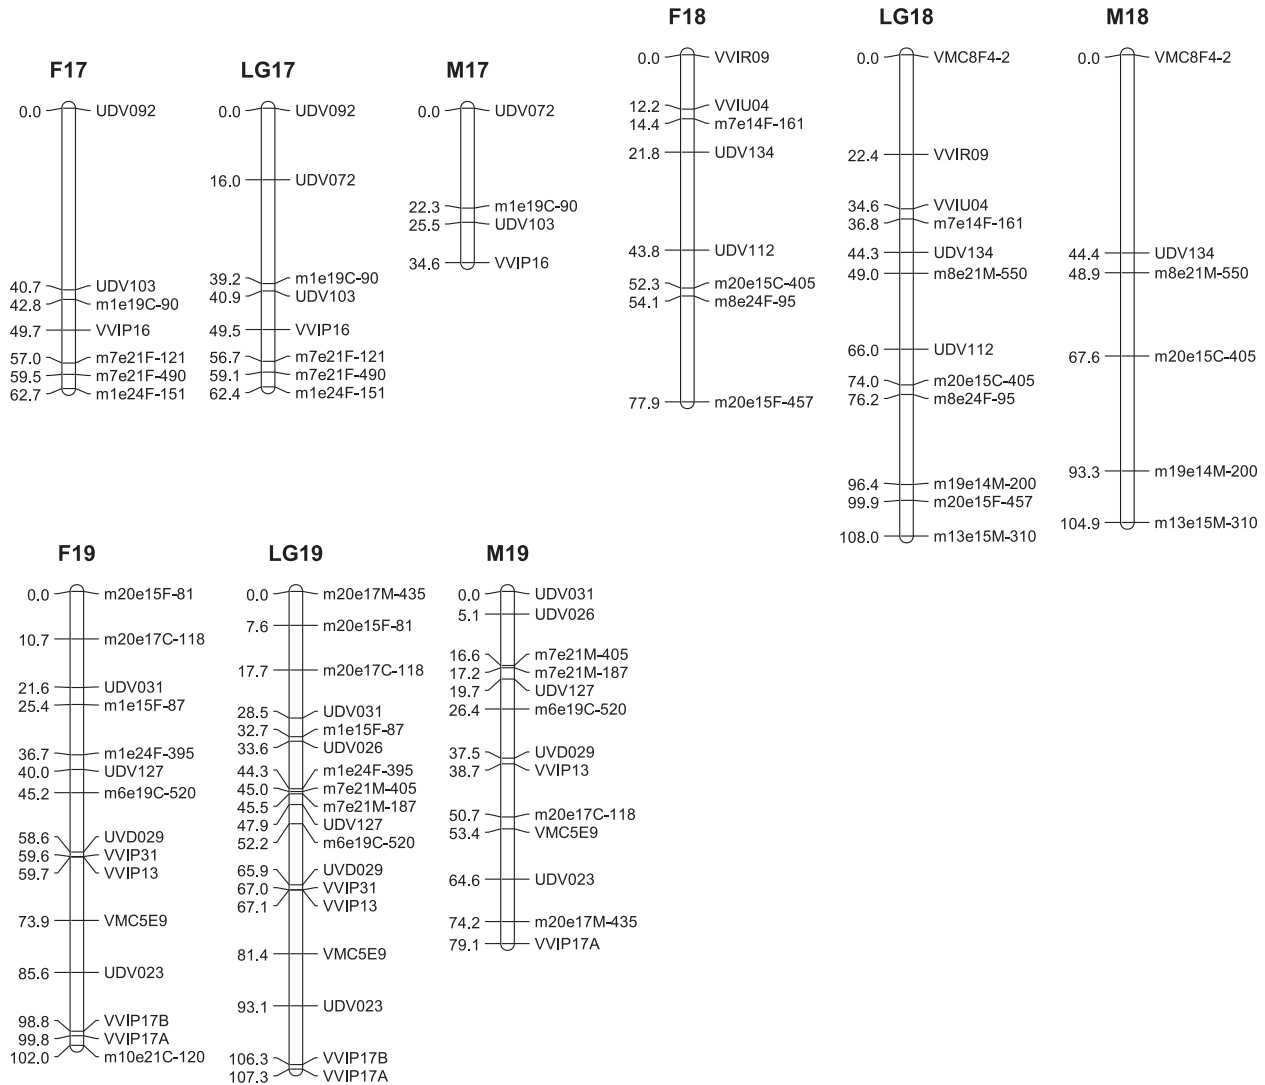 F17
0.0 UDV092
40.7 UDV103
42.8 m1e19C-90
49.7 VVIP16
57.0 m7e21F-121
59.5 m7e21F-490
62.7 m1e24F-151
LG17
0.0 UDV092
16.0 UDV072
39.2 m1e19C-90
40.9 UDV103
49.5 VVIP16
56.7 m7e21F-121
59.1 m7e21F-490
62.4 m1e24F-151
M17
0.0 UDV072
22.3 m1e19C-90
25.5 UDV103
34.6 VVIP16
F18
0.0 VVIR09
12.2 VVIU04
14.4 m7e14F-161
21.8 UDV134
43.8 UDV112
52.3 m20e15C-405
54.1 m8e24F-95
77.9 m20e15F-457
LG18
0.0 VMC8F4-2
22.4 VVIR09
34.6 VVIU04
36.8 m7e14F-161
44.3 UDV134
49.0 m8e21M-550
66.0 UDV112
74.0 m20e15C-405
76.2 m8e24F-95
96.4 m19e14M-200
99.9 m20e15F-457
108.0 m13e15M-310
M18
0.0 VMC8F4-2
44.4 UDV134
48.9 m8e21M-550
67.6 m20e15C-405
93.3 m19e14M-200
104.9 m13e15M-310
F19
0.0 m20e15F-81
10.7 m20e17C-118
21.6 UDV031
25.4 m1e15F-87
36.7 m1e24F-395
40.0 UDV127
45.2 m6e19C-520
58.6 UVD029
59.6 VVIP31
59.7 VVIP13
73.9 VMC5E9
85.6 UDV023
98.8 VVIP17B
99.8 VVIP17A
102.0 m10e21C-120
LG19
0.0 m20e17M-435
7.6 m20e15F-81
17.7 m20e17C-118
28.5 UDV031
32.7 m1e15F-87
33.6 UDV026
44.3 m1e24F-395
45.0 m7e21M-405
45.5 m7e21M-187
47.9 UDV127
52.2 m6e19C-520
65.9 UVD029
67.0 VVIP31
67.1 VVIP13
81.4 VMC5E9
93.1 UDV023
106.3 VVIP17B
107.3 VVIP17A
M19
0.0 UDV031
5.1 UDV026
16.6 m7e21M-405
17.2 m7e21M-187
19.7 UDV127
26.4 m6e19C-520
37.5 UVD029
38.7 VVIP13
50.7 m20e17C-118
53.4 VMC5E9
64.6 UDV023
74.2 m20e17M-435
79.1 VVIP17A